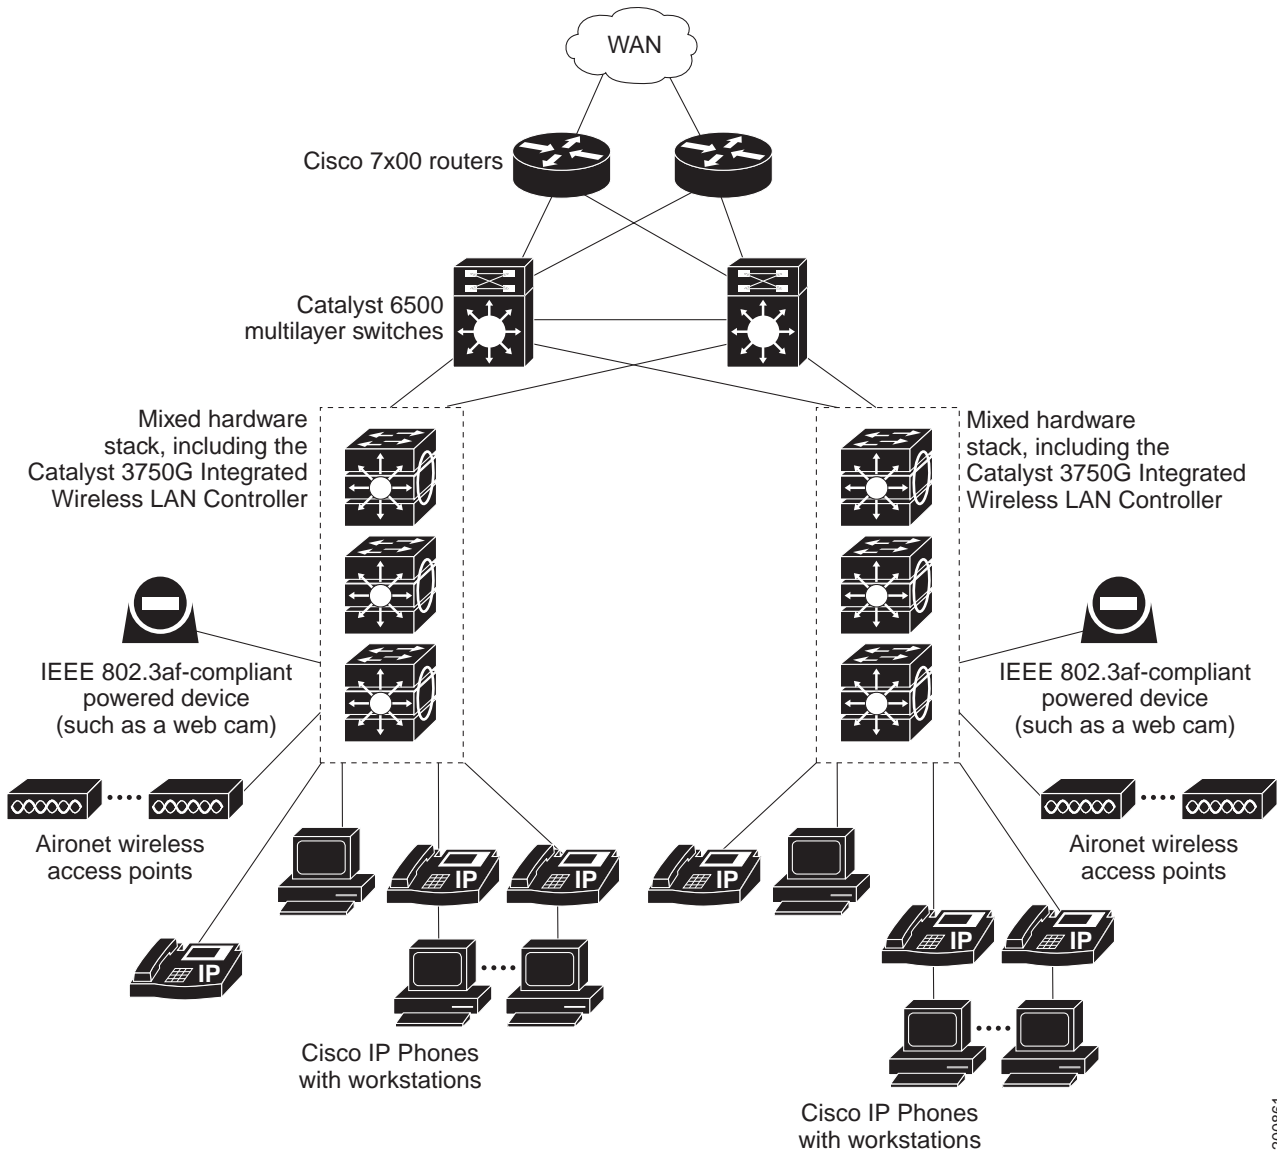 WAN
Cisco 7x00 routers
Catalyst 6500
multilayer switches
Mixed hardware
stack, including the
Catalyst 3750G Integrated
Wireless LAN Controller
Mixed hardware
stack, including the
Catalyst 3750G Integrated
Wireless LAN Controller
IEEE 802.3af-compliant
powered device
(such as a web cam)
IEEE 802.3af-compliant
powered device
(such as a web cam)
Aironet wireless
access points
Aironet wireless
access points
IP
IP
IP
IP
IP
IP
IP
Cisco IP Phones
with workstations
Cisco IP Phones
with workstations